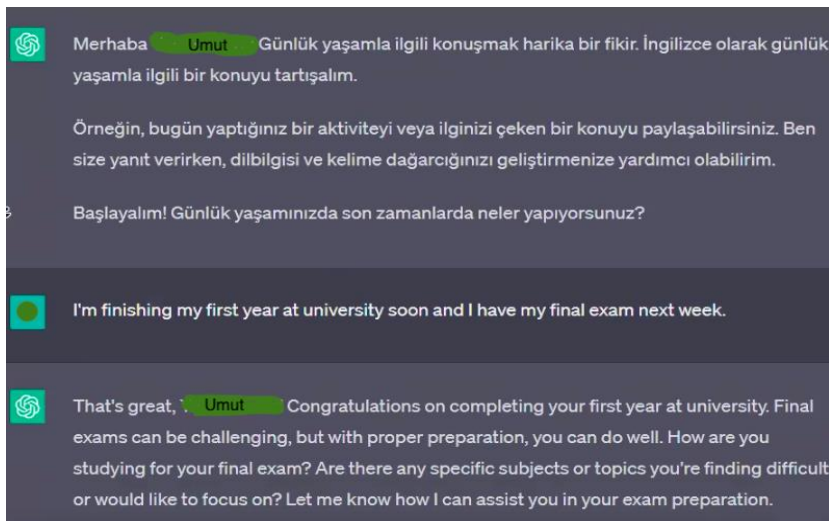 Merhaba Umut Günlük yaşamla ilgili konuşmak harika bir fikir. İngilizce olarak günlük
yaşamla ilgili bir konuyu tartışalım.
Örneğin, bugün yaptığınız bir aktiviteyi veya ilginizi çeken bir konuyu paylaşabilirsiniz. Ben
size yanıt verirken, dilbilgisi ve kelime dağarcığınızı geliştirmenize yardımcı olabilirim.
Başlayalım! Günlük yaşamınızda son zamanlarda neler yapıyorsunuz?
I'm finishing my first year at university soon and I have my final exam next week.
That's great, Umut Congratulations on completing your first year at university. Final
exams can be challenging, but with proper preparation, you can do well. How are you
studying for your final exam? Are there any specific subjects or topics you're finding difficult
or would like to focus on? Let me know how I can assist you in your exam preparation.